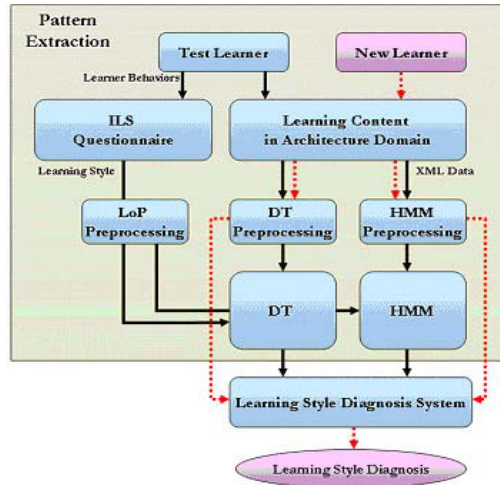 Pattern
Extraction
Test Learner
New Learner
Learner Behaviors
ILS
Questionnaire
Learning Content
in Architecture Domain
Learning Style
XML Data
LoP
Preprocessing
DT
Preprocessing
HMM
Preprocessing
DT
HMM
Learning Style Diagnosis System
Learning Style Diagnosis